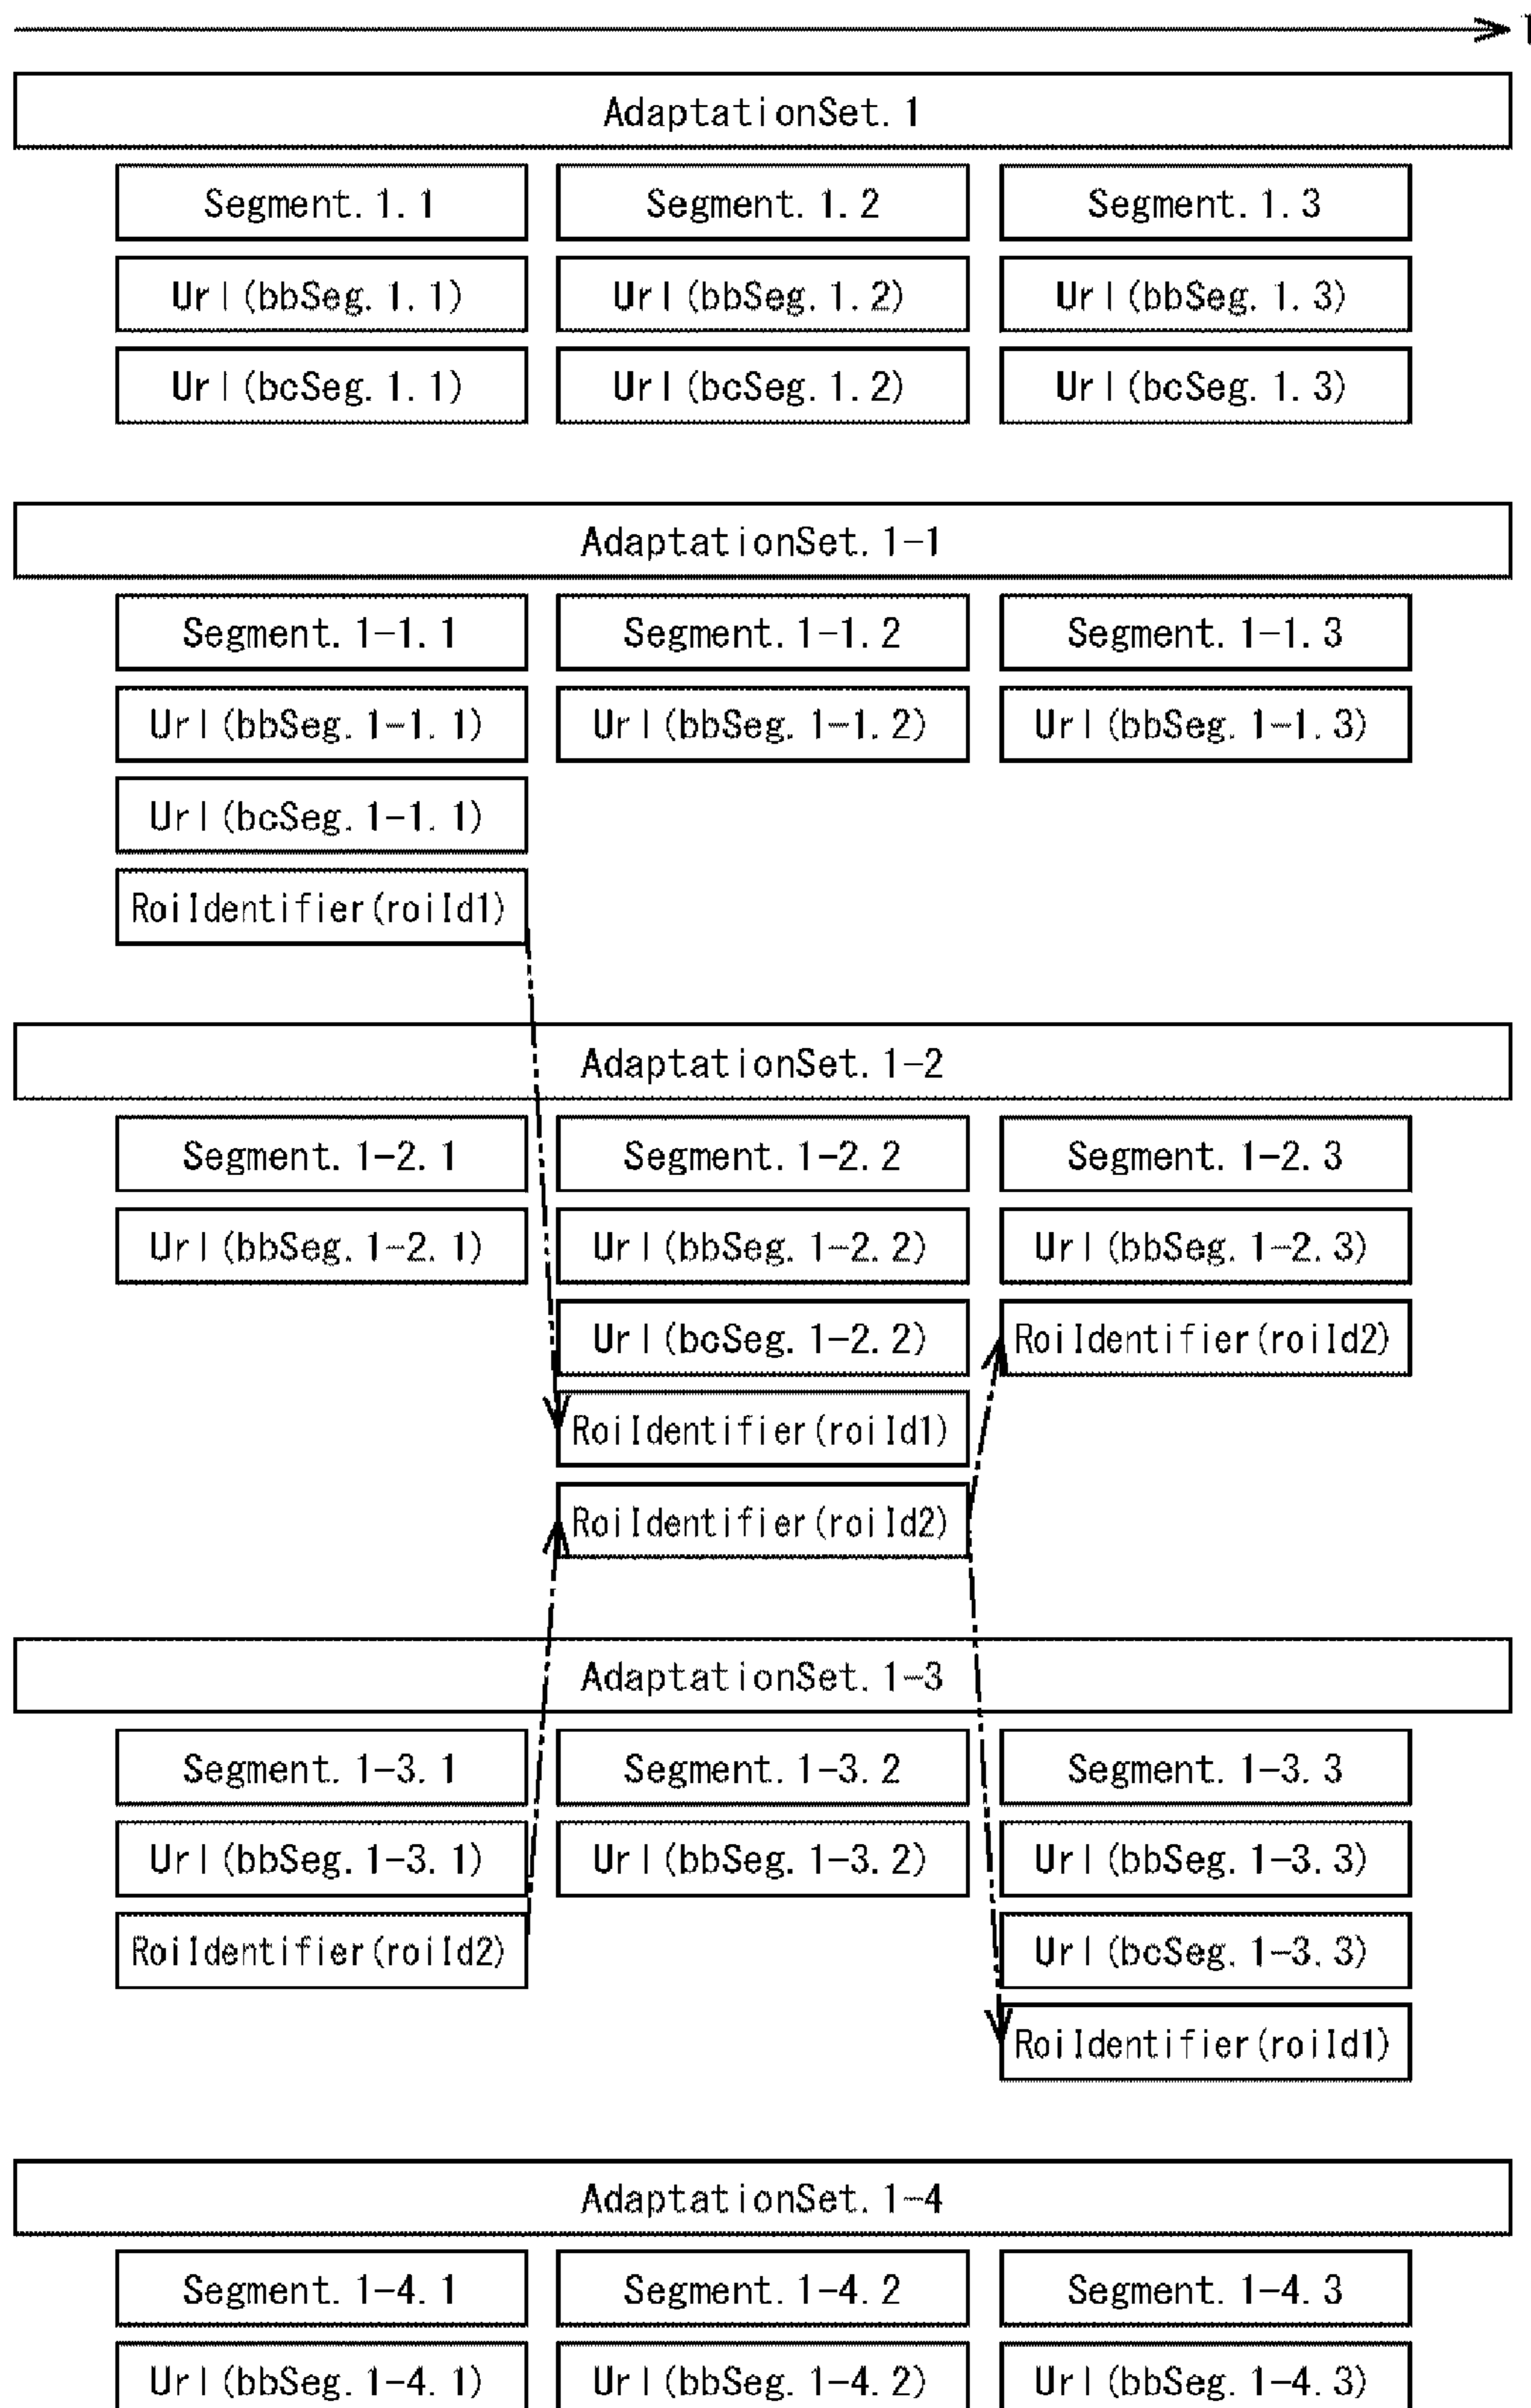 AdaptationSet.1
Segment.1.1 Segment.1.2 Segment.1.3
Url(bbSeg.1.1) Url(bbSeg.1.2) Url(bbSeg.1.3)
Url(bcSeg.1.1) Url(bcSeg.1.2) Url(bcSeg.1.3)
AdaptationSet.1-1
Segment.1-1.1 Segment.1-1.2 Segment.1-1.3
Url(bbSeg.1-1.1) Url(bbSeg.1-1.2) Url(bbSeg.1-1.3)
Url(bcSeg.1-1.1)
RoiIdentifier(roiId1)
AdaptationSet.1-2
Segment.1-2.1 Segment.1-2.2 Segment.1-2.3
Url(bbSeg.1-2.1) Url(bbSeg.1-2.2) Url(bbSeg.1-2.3)
Url(bcSeg.1-2.2) RoiIdentifier(roiId2)
RoiIdentifier(roiId1)
RoiIdentifier(roiId2)
AdaptationSet.1-3
Segment.1-3.1 Segment.1-3.2 Segment.1-3.3
Url(bbSeg.1-3.1) Url(bbSeg.1-3.2) Url(bbSeg.1-3.3)
RoiIdentifier(roiId2) Url(bcSeg.1-3.3)
RoiIdentifier(roiId1)
AdaptationSet.1-4
Segment.1-4.1 Segment.1-4.2 Segment.1-4.3
Url(bbSeg.1-4.1) Url(bbSeg.1-4.2) Url(bbSeg.1-4.3)